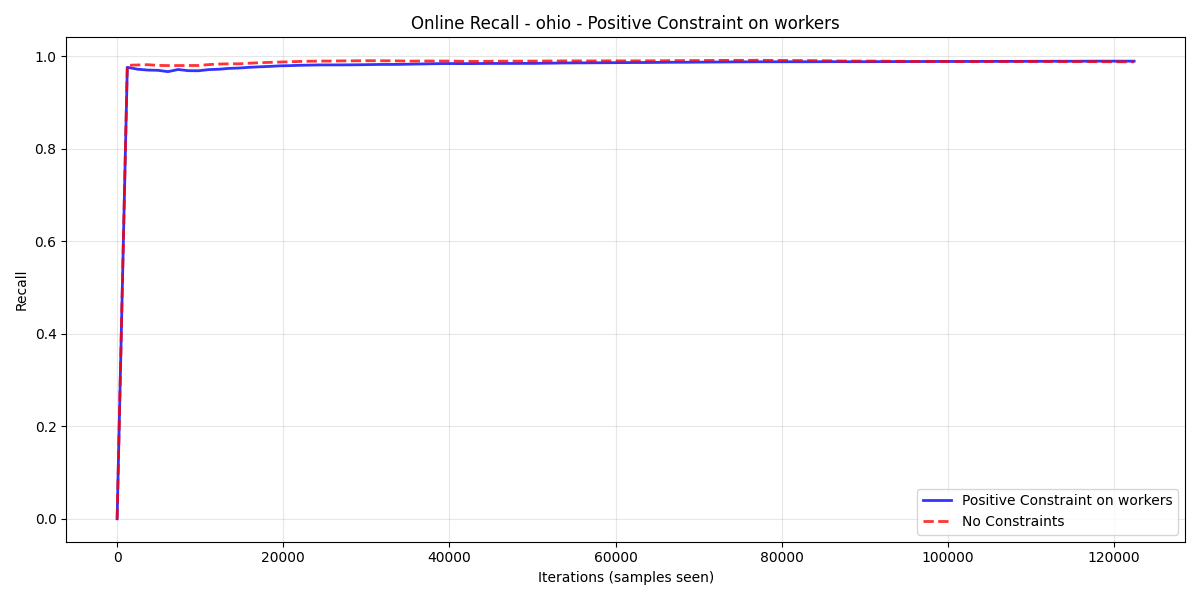 Online Recall - ohio - Positive Constraint on workers
1.0
0.8
0.6
0.4
0.2
0.0
Recall
0 20000 40000 60000 80000 100000 120000
Iterations (samples seen)
Positive Constraint on workers
No Constraints